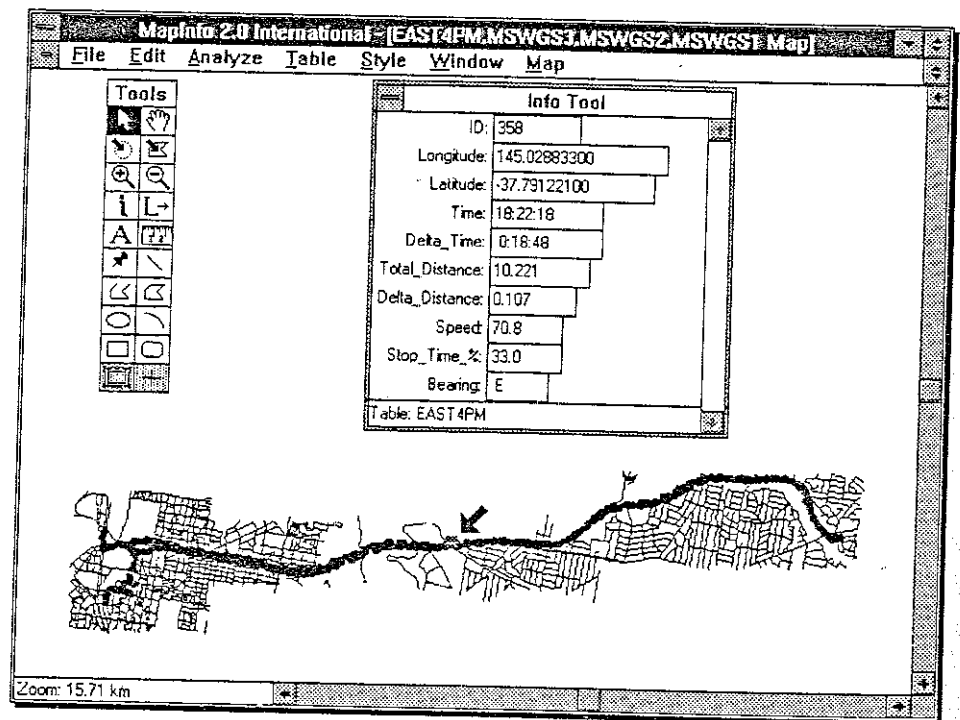 MapInfo 2.0 International - [EAST4PM,MSWGS3,MSWGS2,MSWGS1 Map]
File Edit Analyze Table Style Window Map
Tools
Info Tool
ID: 358
Longitude: 145.02883300
Latitude: -37.79122100
Time: 18:22:18
Delta_Time: 0:18:48
Total_Distance: 10.221
Delta_Distance: 0.107
Speed: 70.8
Stop_Time_%: 33.0
Bearing: E
Table: EAST4PM
Zoom: 15.71 km